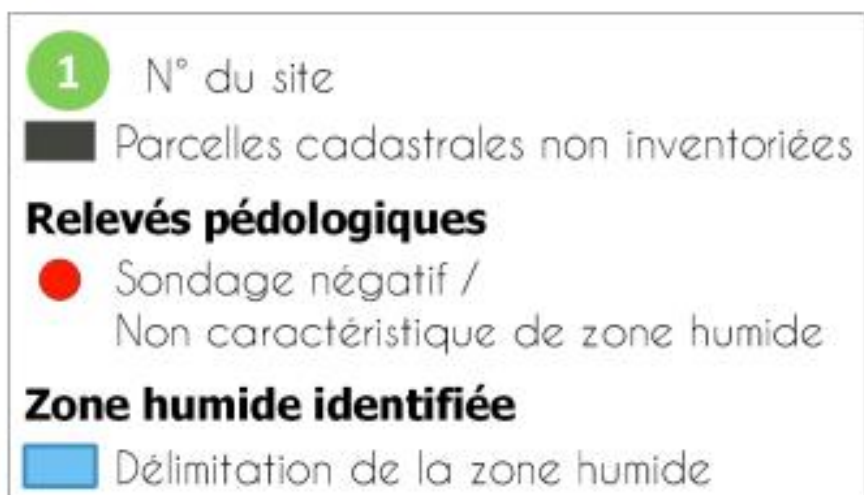 1 N° du site
Parcelles cadastrales non inventoriées
Relevés pédologiques
Sondage négatif /
Non caractéristique de zone humide
Zone humide identifiée
Délimitation de la zone humide